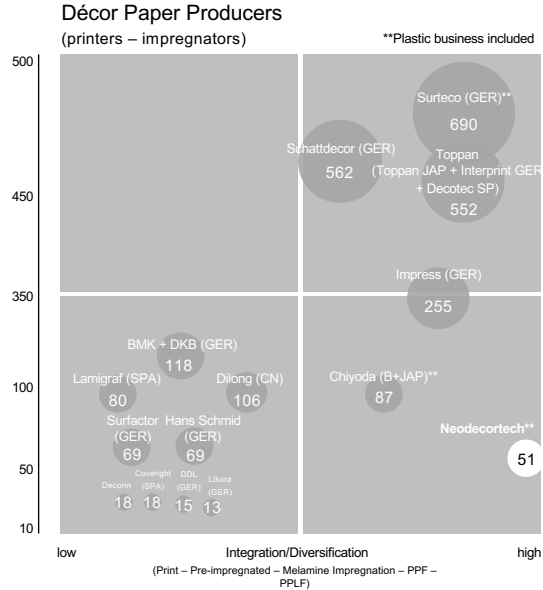 Décor Paper Producers
(printers – impregnators)
**Plastic business included
500
Surteco (GER)**
690
Schattdecor (GER)
562
Toppan
(Toppan JAP + Interprint GER
+ Decotec SP)
552
450
Impress (GER)
255
350
BMK + DKB (GER)
118
Lamigraf (SPA)
80
Dilong (CN)
106
Chiyoda (B+JAP)**
87
100
Surfactor
(GER)
69
Hans Schmid
(GER)
69
Neodecortech**
51
50
Decorin
18
Coveright
(SPA)
18
DDL
(GER)
15
Likora
(GER)
13
10
low
Integration/Diversification
high
(Print – Pre-impregnated – Melamine Impregnation – PPF –
PPLF)